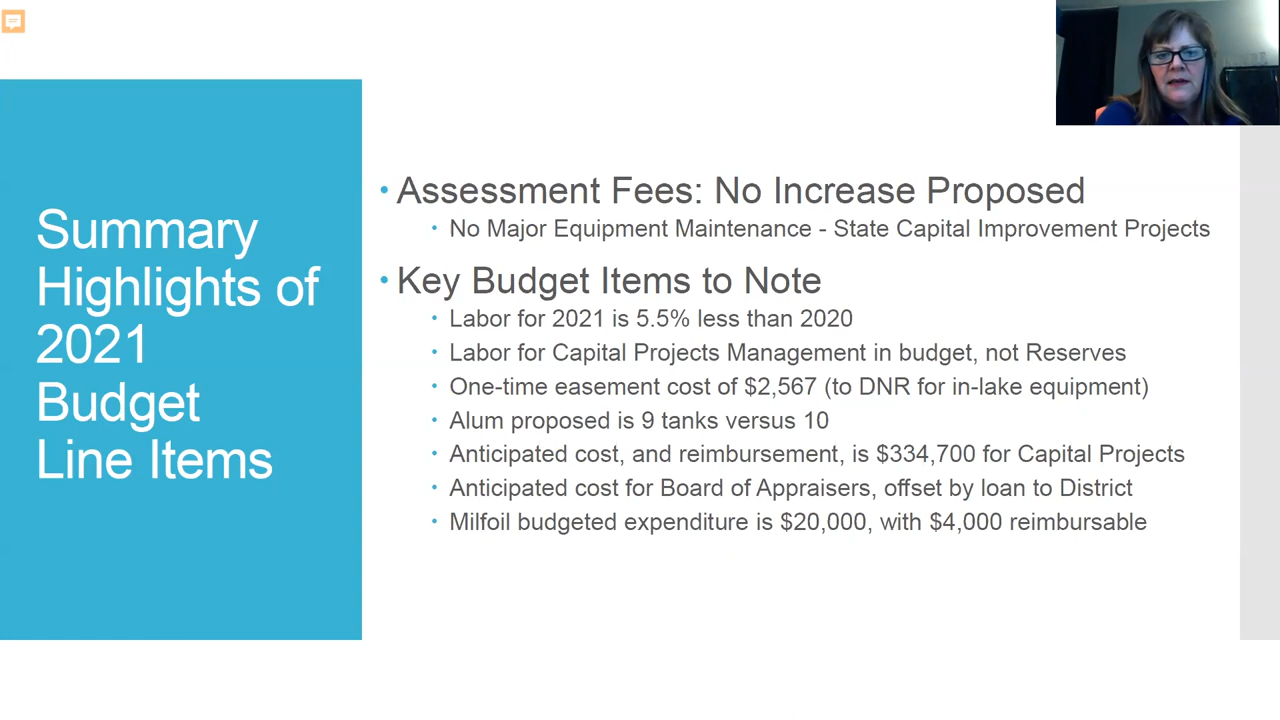 Summary
Highlights of
2021
Budget
Line Items
• Assessment Fees: No Increase Proposed
• No Major Equipment Maintenance - State Capital Improvement Projects
• Key Budget Items to Note
• Labor for 2021 is 5.5% less than 2020
• Labor for Capital Projects Management in budget, not Reserves
• One-time easement cost of $2,567 (to DNR for in-lake equipment)
• Alum proposed is 9 tanks versus 10
• Anticipated cost, and reimbursement, is $334,700 for Capital Projects
• Anticipated cost for Board of Appraisers, offset by loan to District
• Milfoil budgeted expenditure is $20,000, with $4,000 reimbursable